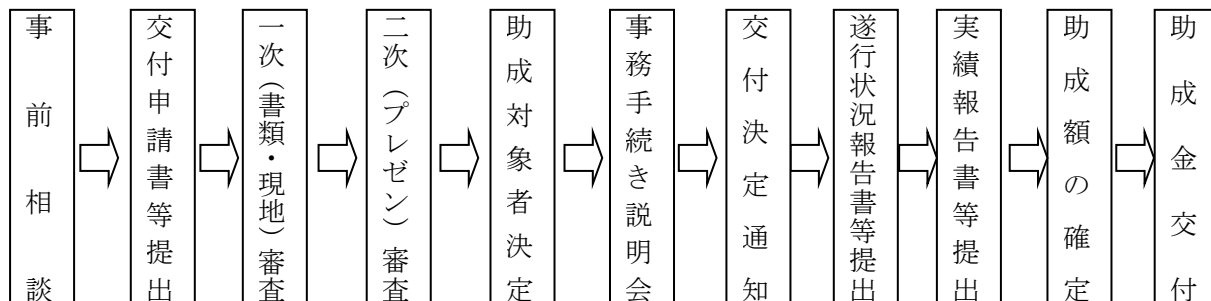 事前相談
交付申請書等提出
一次（書類・現地）審査
二次（プレゼン）審査
助成対象者決定
事務手続き説明会
交付決定通知
遂行状況報告書等提出
実績報告書等提出
助成額の確定
助成金交付